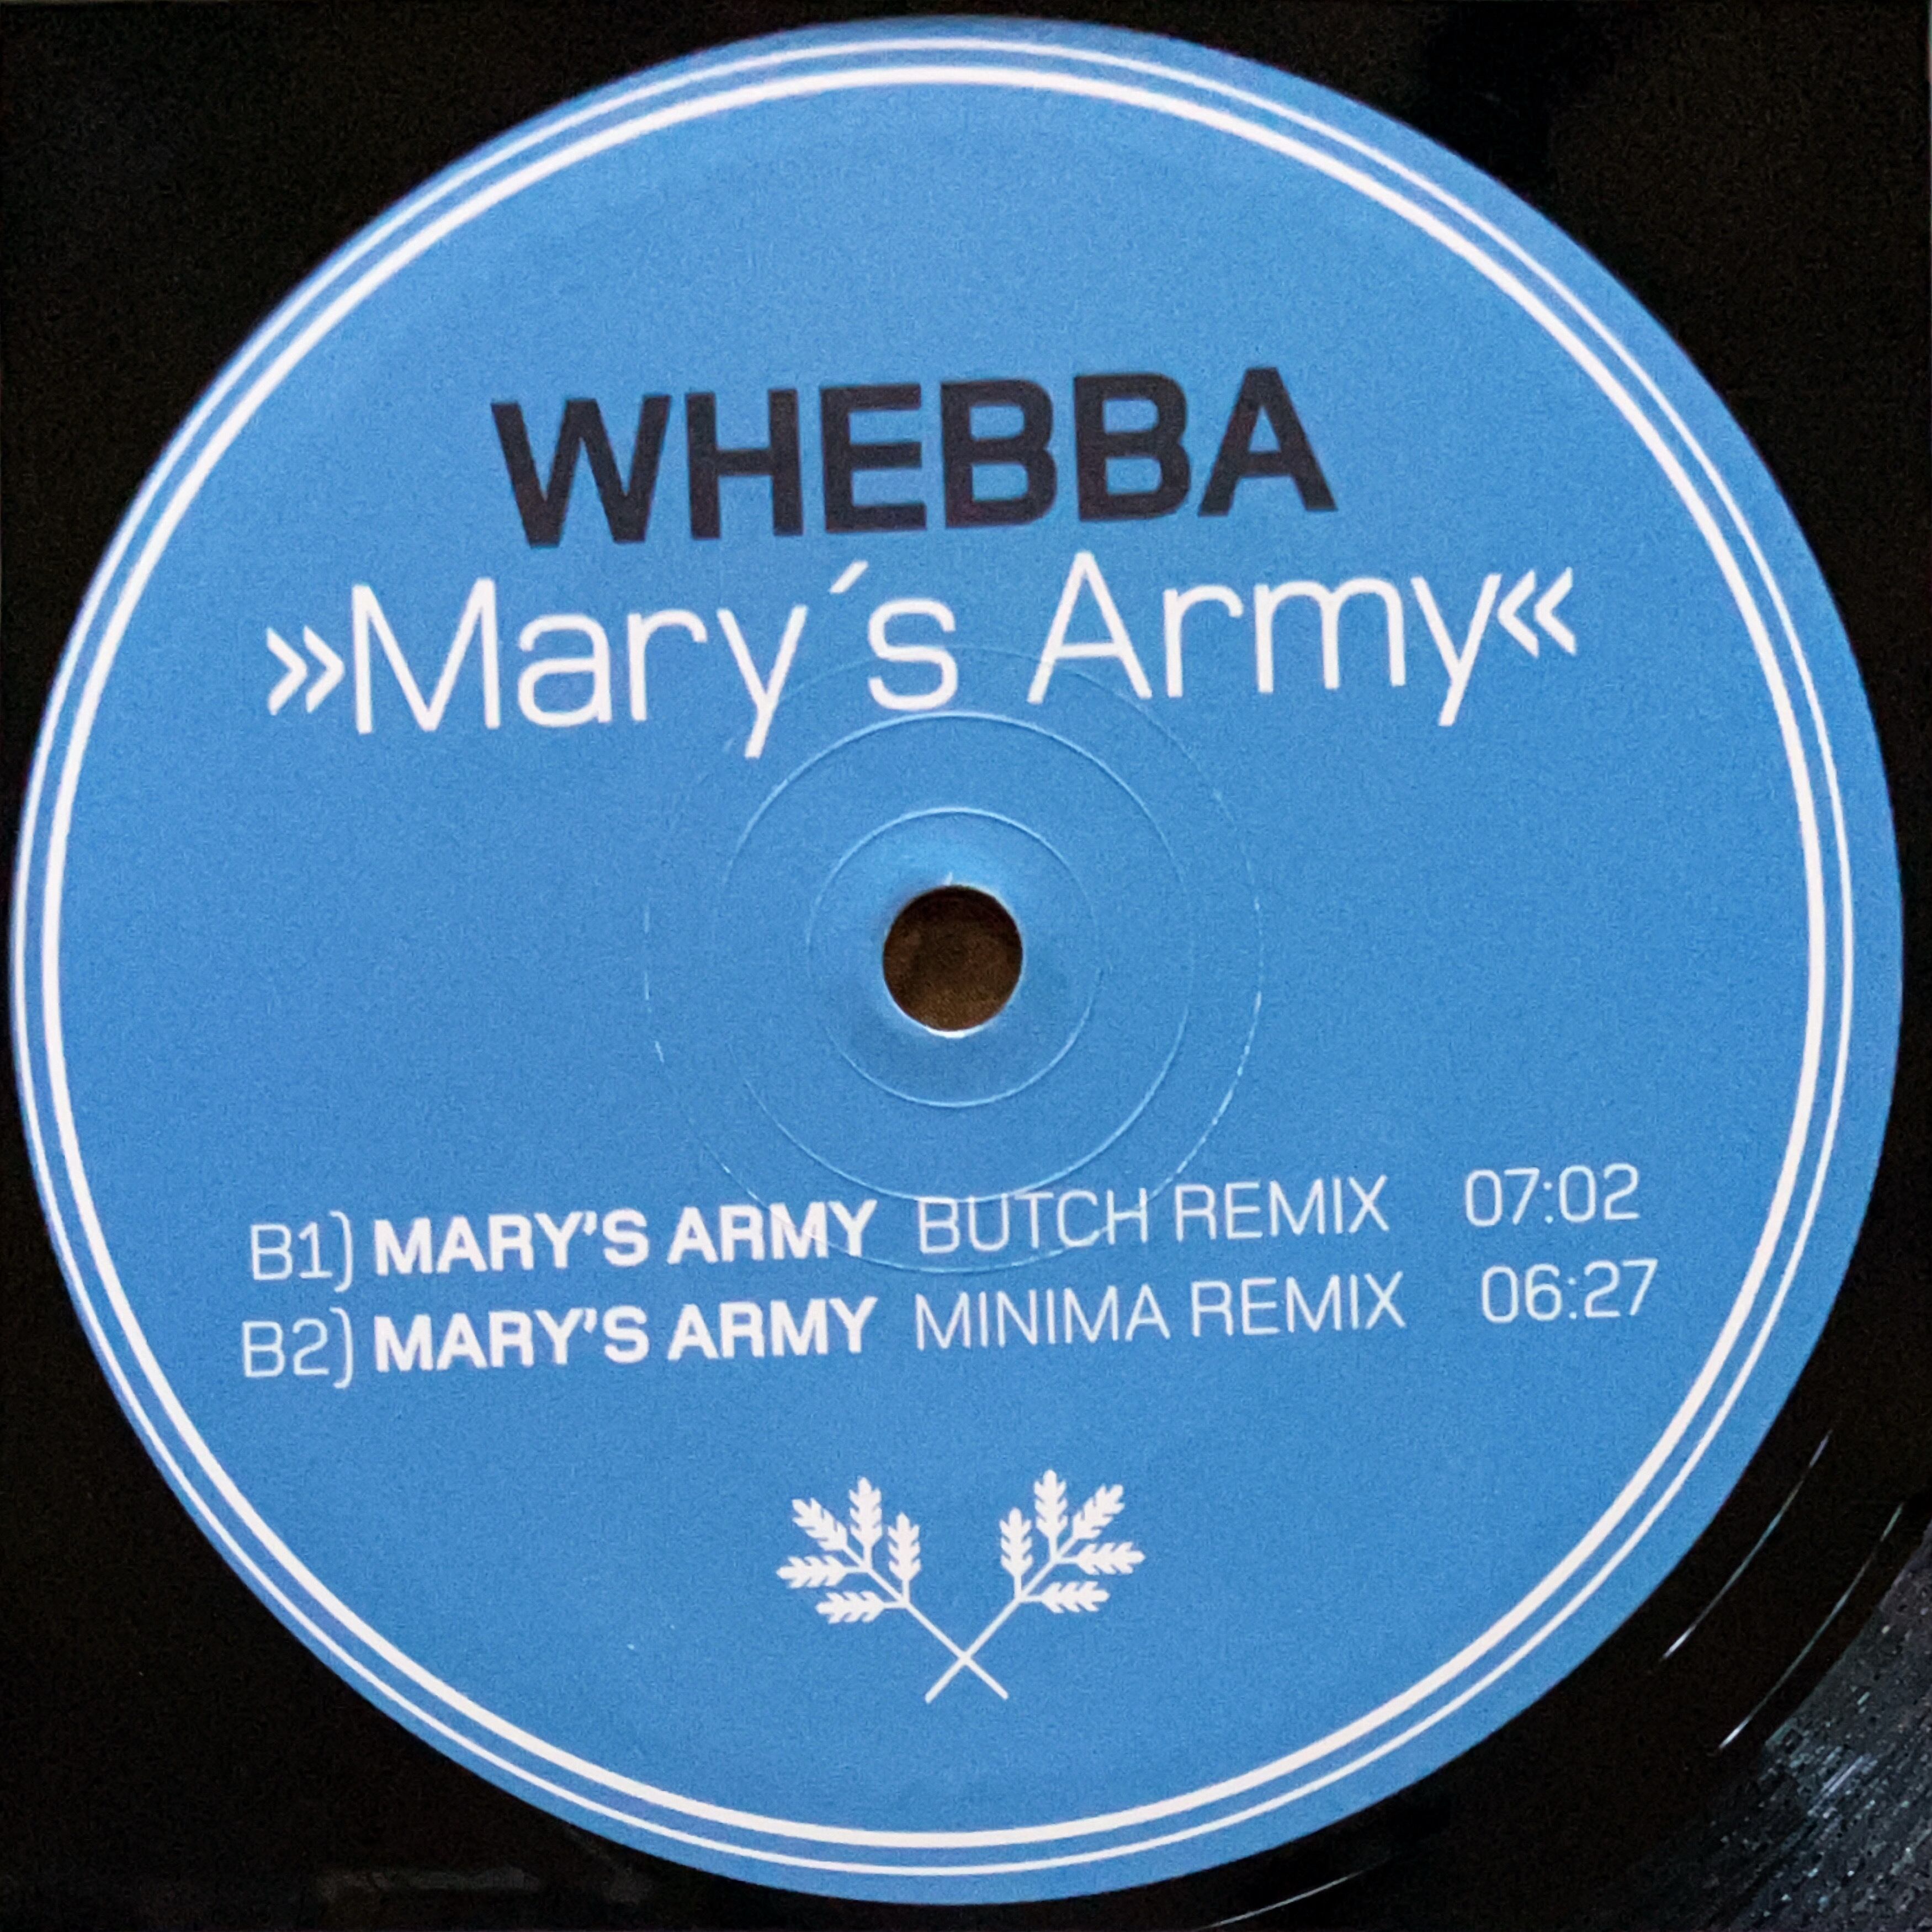 WHEBBA
»Mary´s Army«
B1) MARY'S ARMY BUTCH REMIX 07:02
B2) MARY'S ARMY MINIMA REMIX 06:27